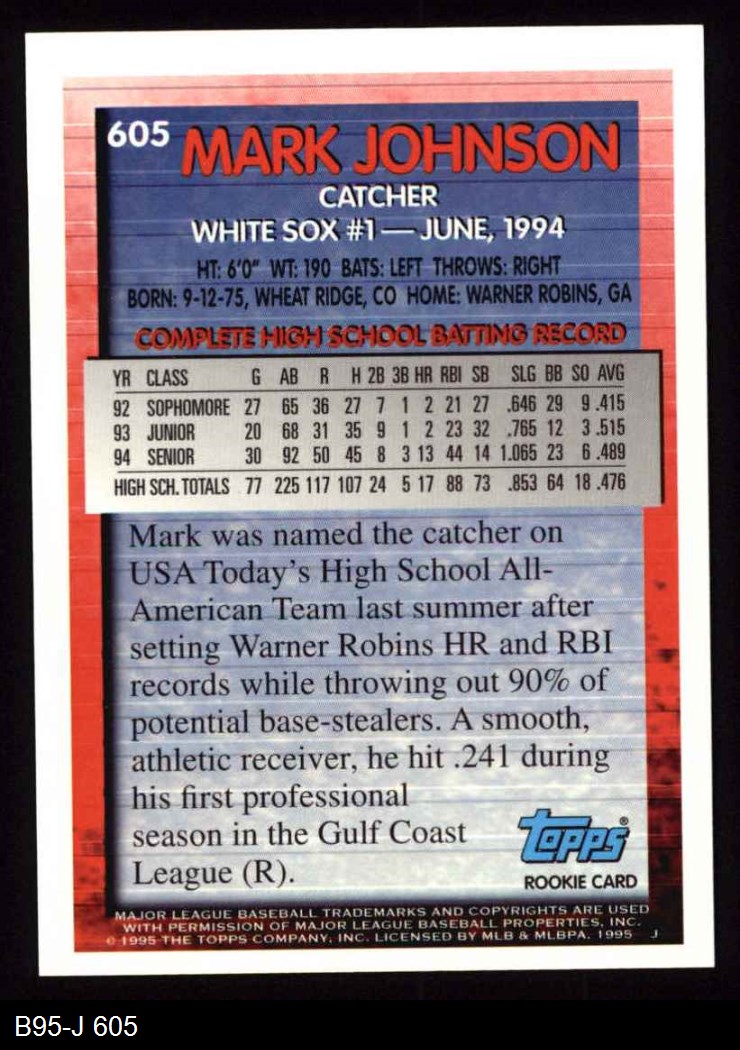 605 MARK JOHNSON
CATCHER
WHITE SOX #1 — JUNE, 1994
HT: 6'0" WT: 190 BATS: LEFT THROWS: RIGHT
BORN: 9-12-75, WHEAT RIDGE, CO HOME: WARNER ROBINS, GA
COMPLETE HIGH SCHOOL BATTING RECORD
YR CLASS G AB R H 2B 3B HR RBI SB SLG BB SO AVG
92 SOPHOMORE 27 65 36 27 7 1 2 21 27 .646 29 9 .415
93 JUNIOR 20 68 31 35 9 1 2 23 32 .765 12 3 .515
94 SENIOR 30 92 50 45 8 3 13 44 14 1.065 23 6 .489
HIGH SCH. TOTALS 77 225 117 107 24 5 17 88 73 .853 64 18 .476
Mark was named the catcher on
USA Today's High School All-
American Team last summer after
setting Warner Robins HR and RBI
records while throwing out 90% of
potential base-stealers. A smooth,
athletic receiver, he hit .241 during
his first professional
season in the Gulf Coast
League (R).
topps®
ROOKIE CARD
MAJOR LEAGUE BASEBALL TRADEMARKS AND COPYRIGHTS ARE USED
WITH PERMISSION OF MAJOR LEAGUE BASEBALL PROPERTIES, INC.
© 1995 THE TOPPS COMPANY, INC. LICENSED BY MLB & MLBPA. 1995 J
B95-J 605